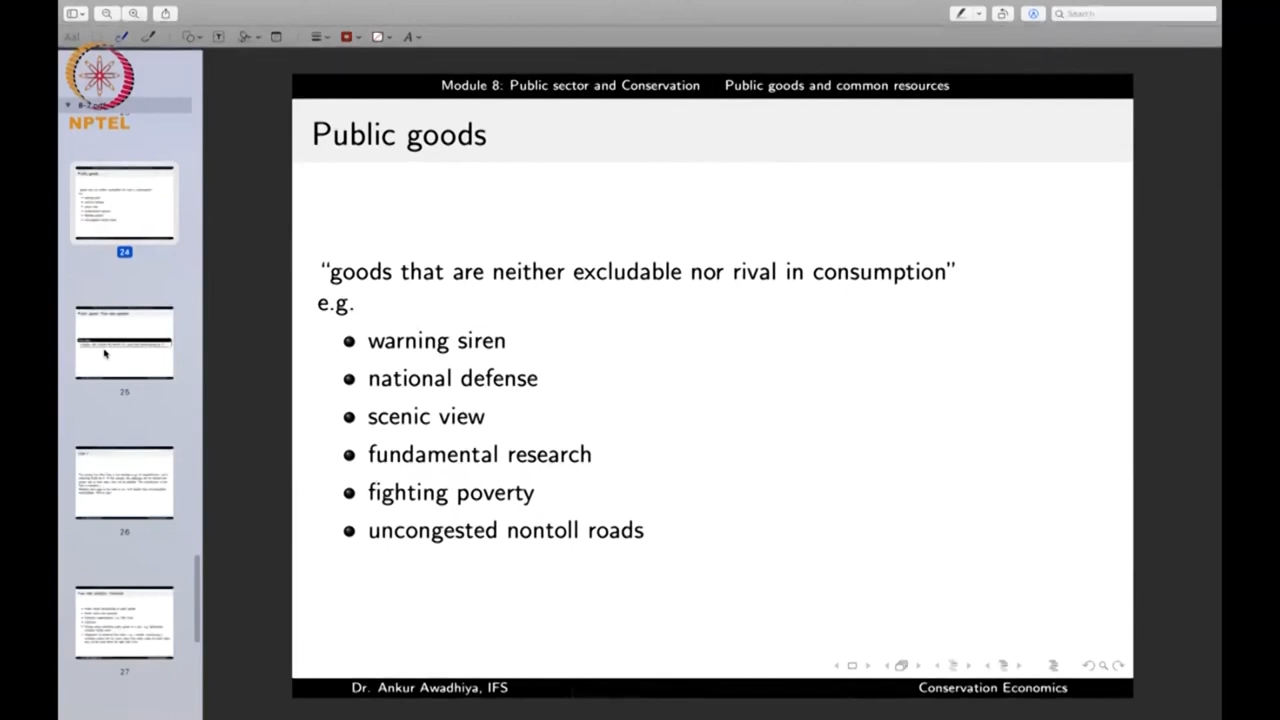 Search
NPTEL
Module 8: Public sector and Conservation Public goods and common resources
Public goods
“goods that are neither excludable nor rival in consumption”
e.g.
warning siren
national defense
scenic view
fundamental research
fighting poverty
uncongested nontoll roads
Dr. Ankur Awadhiya, IFS Conservation Economics
24
25
26
27